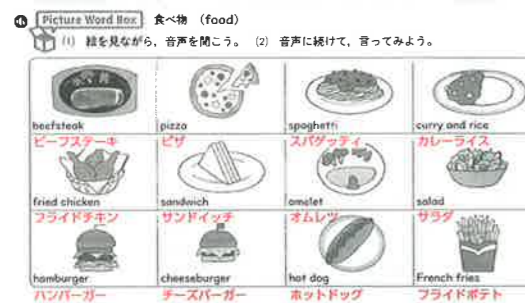 Picture Word Box 食べ物 （food）
(1) 絵を見ながら，音声を聞こう。 (2) 音声に続けて，言ってみよう。
beefsteak pizza spaghetti curry and rice
ビーフステーキ ピザ スパゲッティ カレーライス
fried chicken sandwich omelet salad
フライドチキン サンドイッチ オムレツ サラダ
hamburger cheeseburger hot dog French fries
ハンバーガー チーズバーガー ホットドッグ フライドポテト